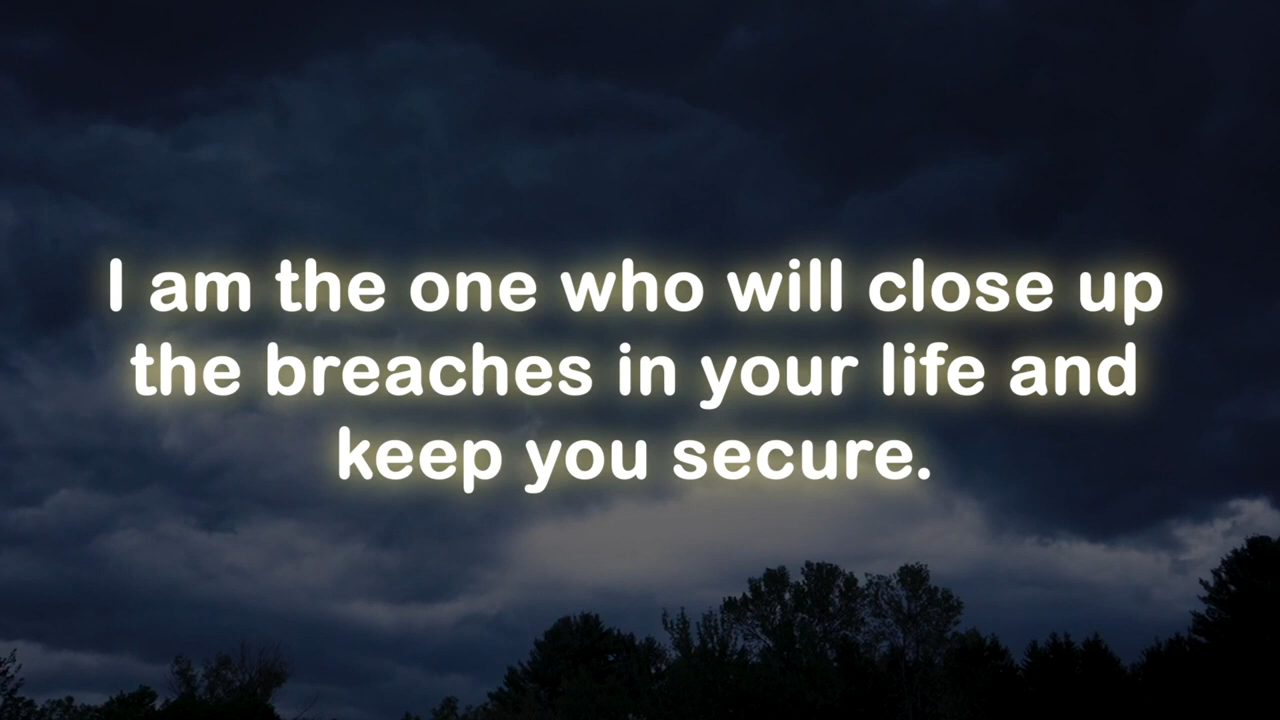 I am the one who will close up
the breaches in your life and
keep you secure.